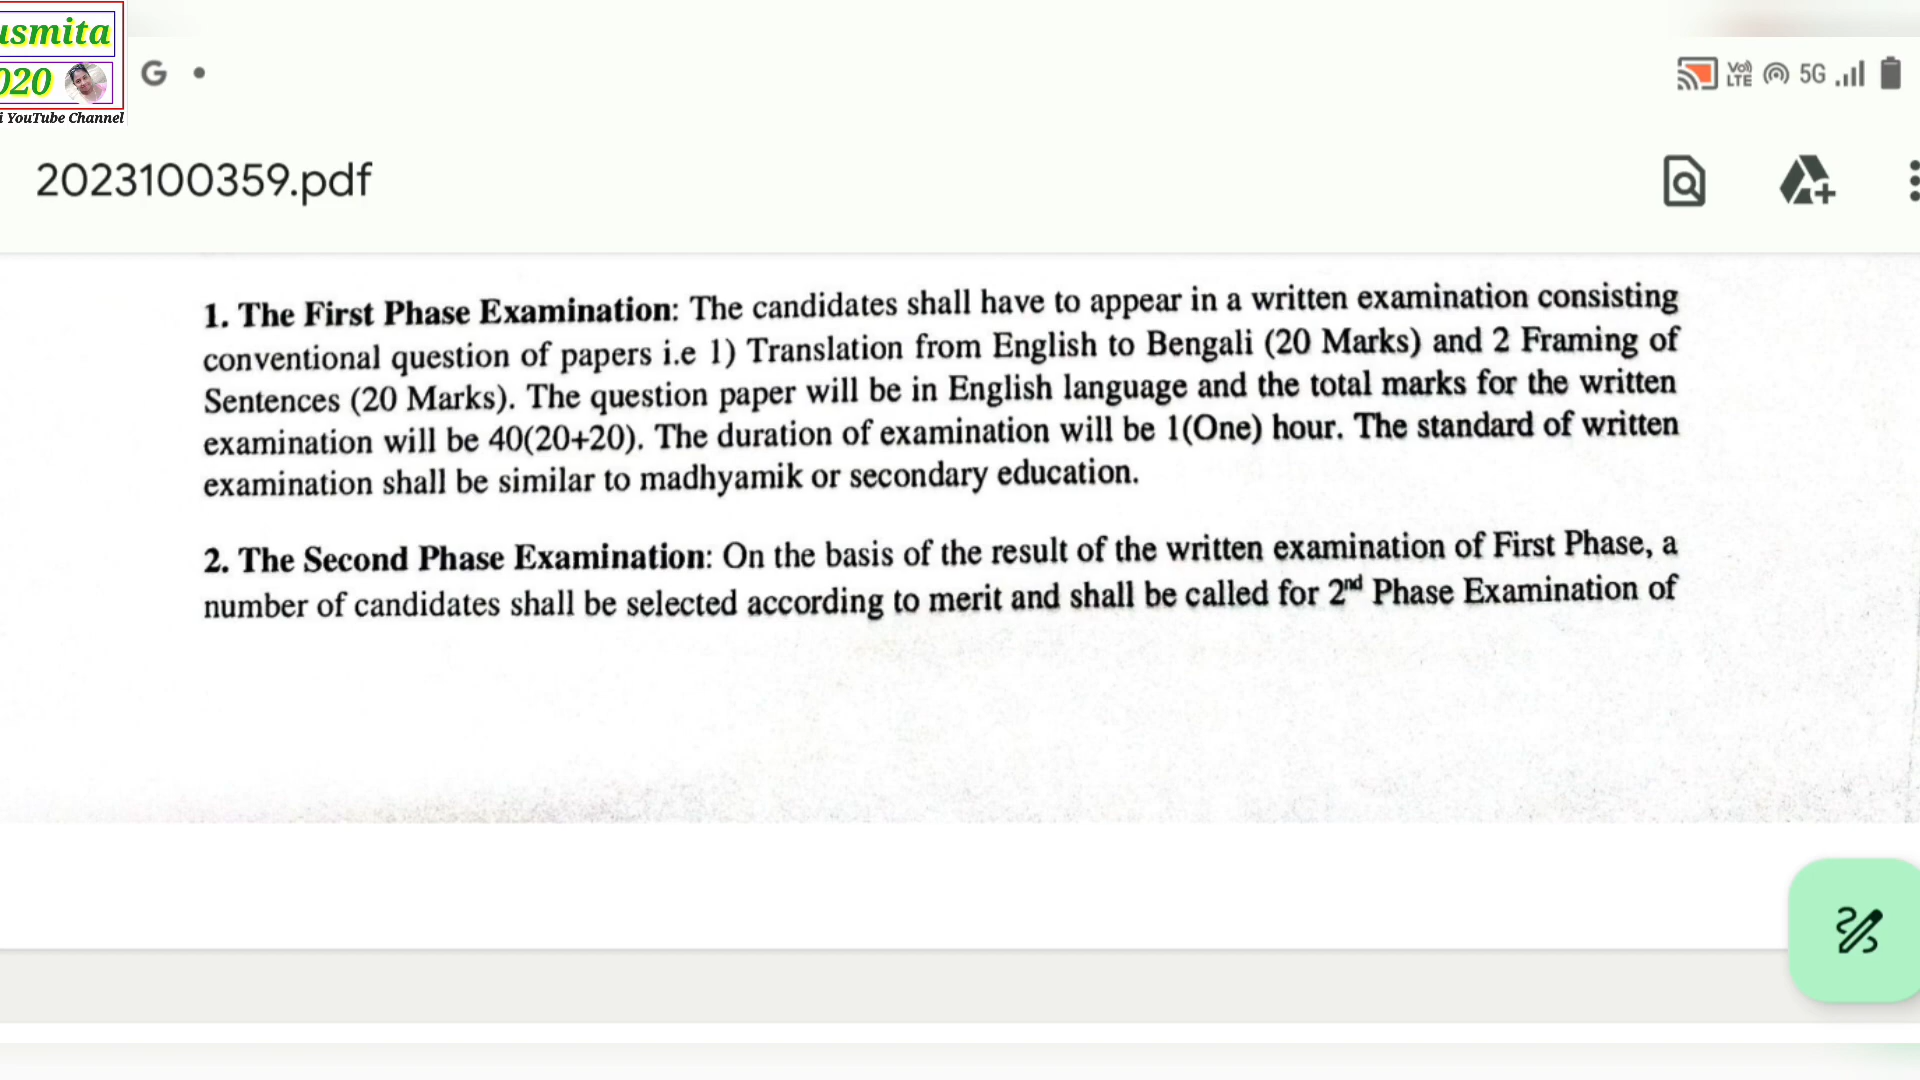 usmita
020
i YouTube Channel
G
Vo))
LTE
5G
2023100359.pdf
1. The First Phase Examination: The candidates shall have to appear in a written examination consisting
conventional question of papers i.e 1) Translation from English to Bengali (20 Marks) and 2 Framing of
Sentences (20 Marks). The question paper will be in English language and the total marks for the written
examination will be 40(20+20). The duration of examination will be 1(One) hour. The standard of written
examination shall be similar to madhyamik or secondary education.
2. The Second Phase Examination: On the basis of the result of the written examination of First Phase, a
number of candidates shall be selected according to merit and shall be called for 2nd Phase Examination of